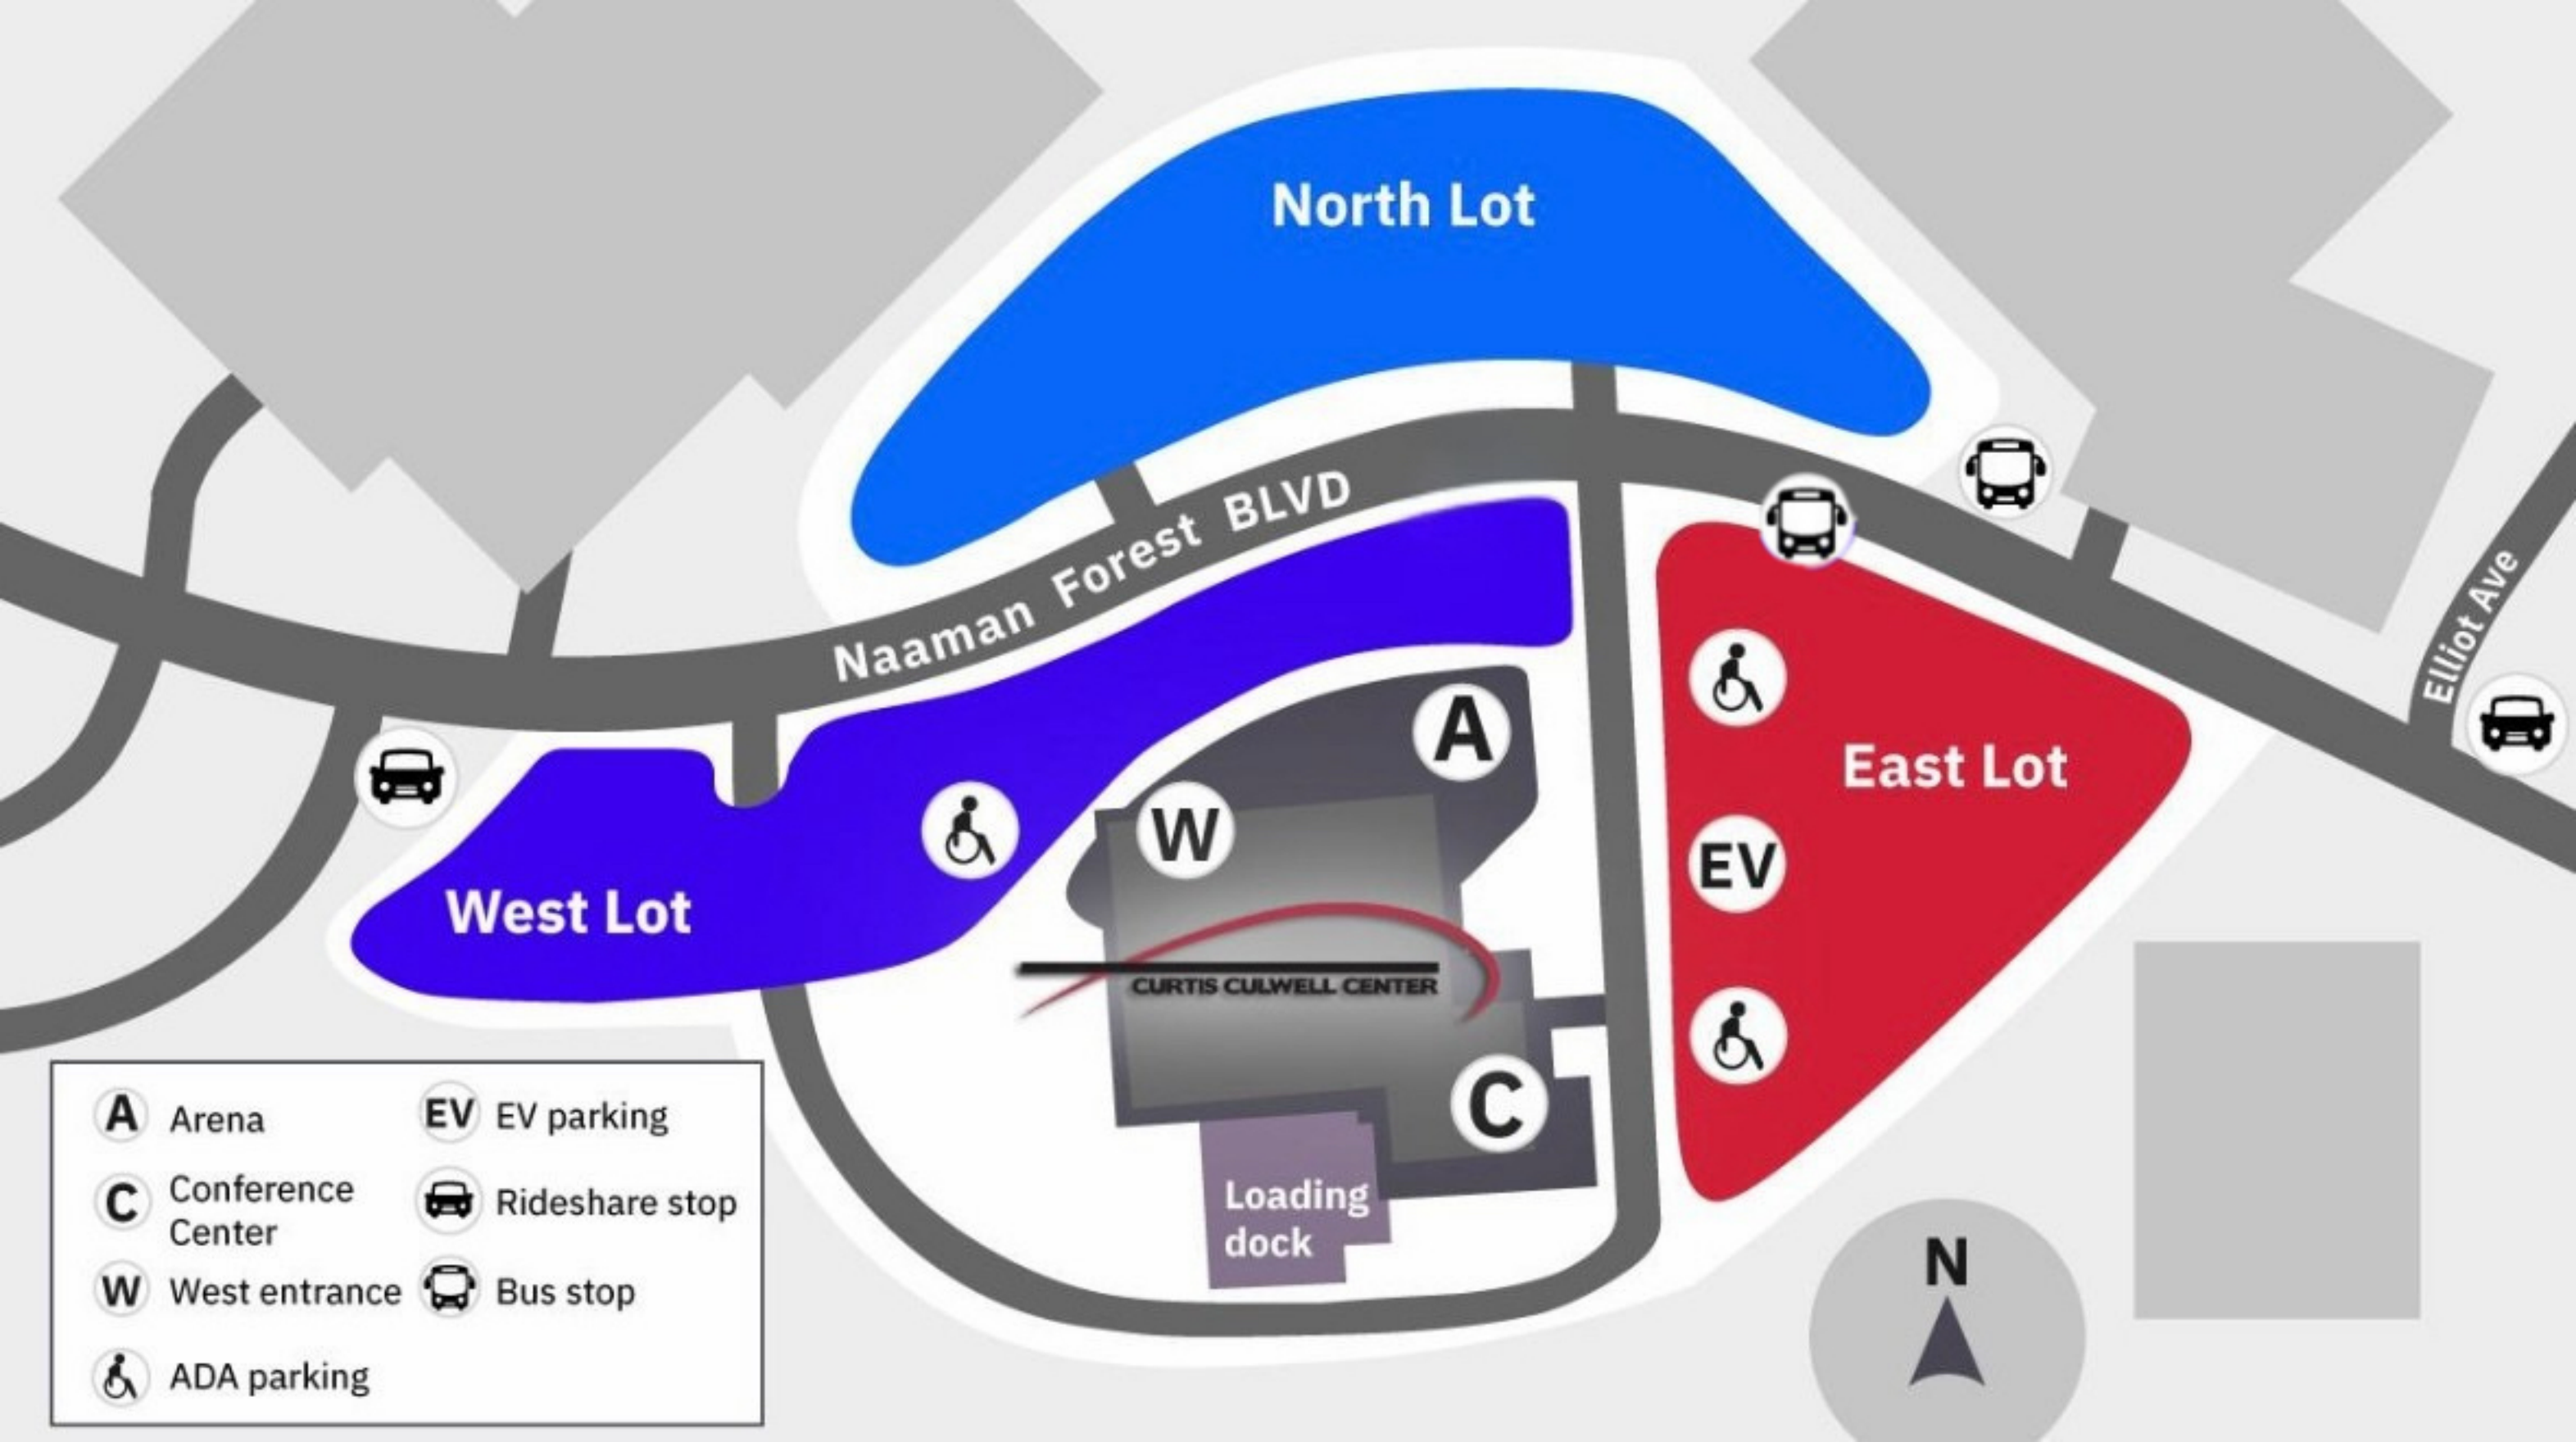 North Lot
Naaman Forest BLVD
Elliot Ave
A
East Lot
W
EV
West Lot
CURTIS CULWELL CENTER
C
Loading
dock
A Arena
EV EV parking
C Conference
Center
Rideshare stop
W West entrance
Bus stop
ADA parking
N